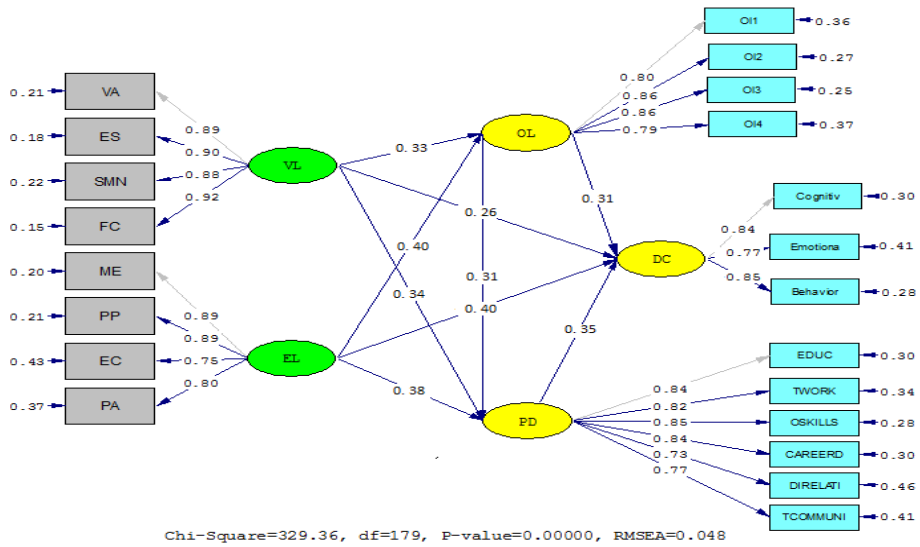 0.21 VA
0.18 ES
0.22 SMN
0.15 FC
0.20 ME
0.21 PP
0.43 EC
0.37 PA
0.89
0.90
0.88
0.92
0.89
0.89
0.75
0.80
VL
EL
0.33
0.26
0.40
0.34
0.31
0.40
0.38
OL
PD
0.31
0.35
DC
0.80
0.86
0.86
0.79
OI1 0.36
OI2 0.27
OI3 0.25
OI4 0.37
0.84
0.77
0.85
Cognitiv 0.30
Emotiona 0.41
Behavior 0.28
0.84
0.82
0.85
0.84
0.73
0.77
EDUC 0.30
TWORK 0.34
OSKILLS 0.28
CAREERD 0.30
DIRELATI 0.46
TCOMMUNI 0.41
Chi-Square=329.36, df=179, P-value=0.00000, RMSEA=0.048